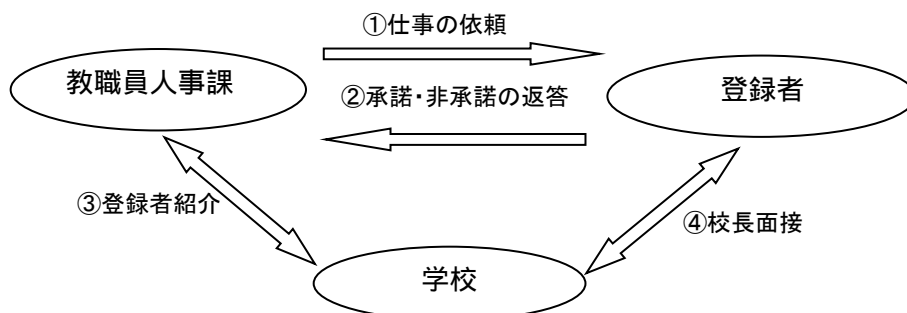 ①仕事の依頼
教職員人事課
②承諾・非承諾の返答
登録者
③登録者紹介
④校長面接
学校